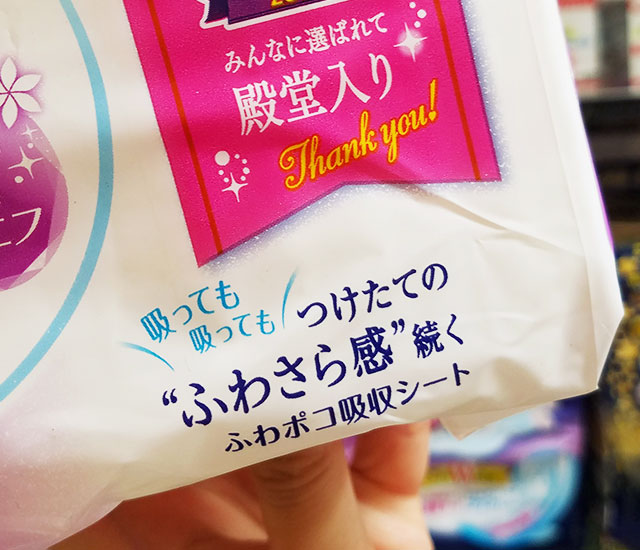 みんなに選ばれて
殿堂入り
Thank you!
吸っても
吸っても
つけたての
“ふわさら感”続く
ふわポコ吸収シート